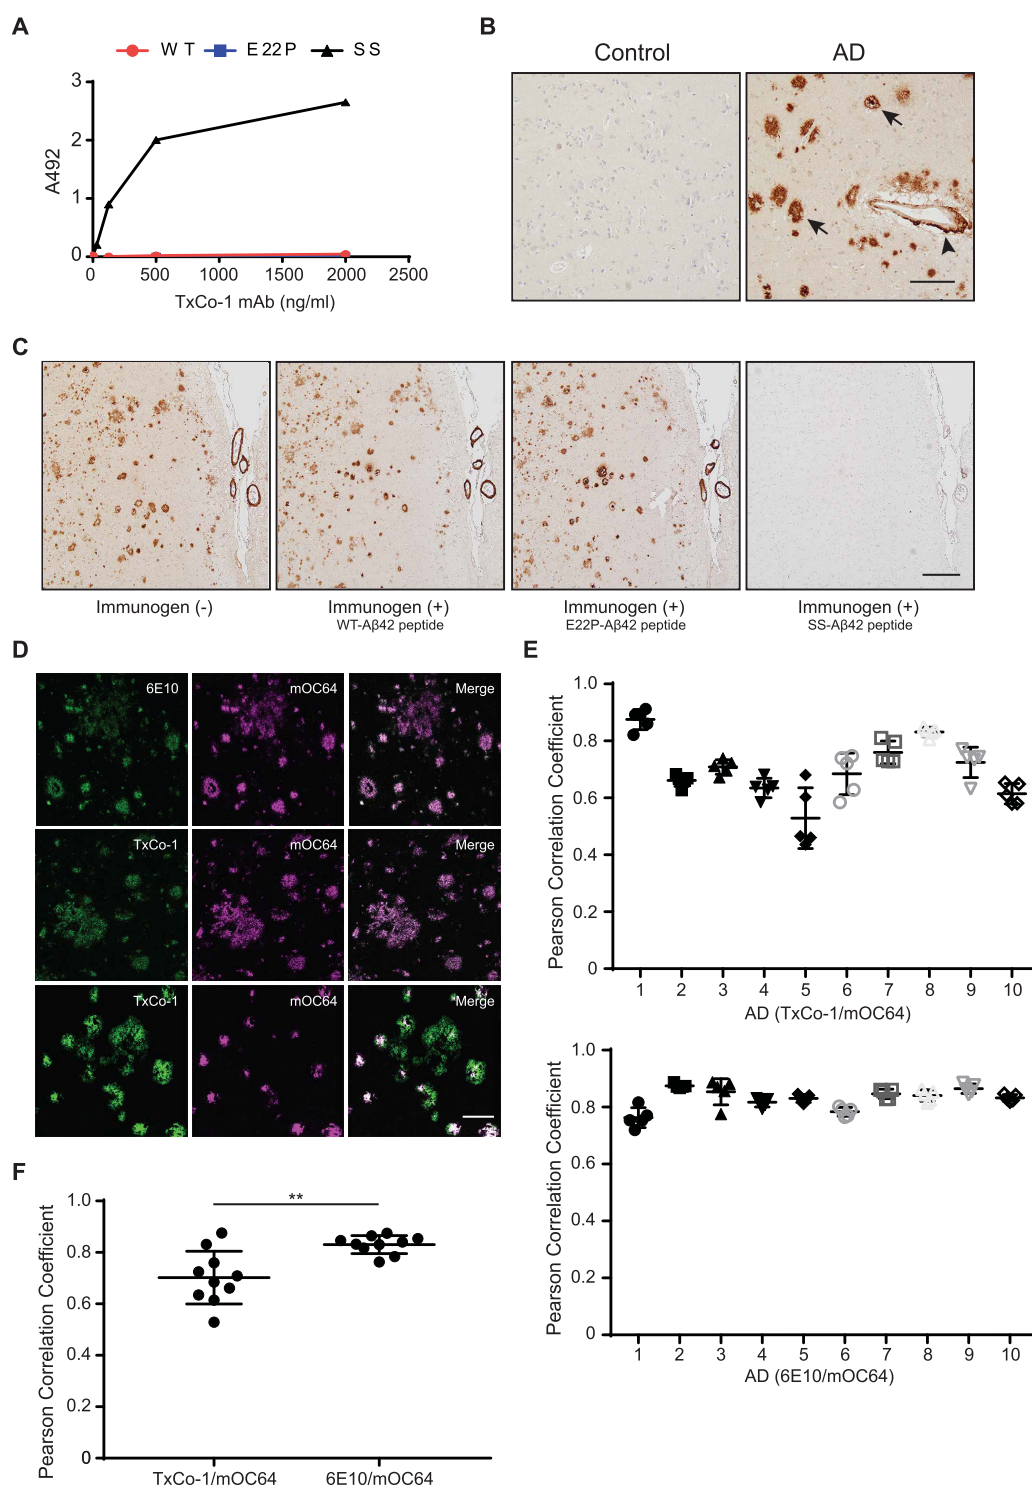 A
WT E22P SS
3
2
1
0
A492
0 500 1000 1500 2000 2500
TxCo-1 mAb (ng/ml)
B
Control AD
C
Immunogen (-)
Immunogen (+)
WT-Aβ42 peptide
Immunogen (+)
E22P-Aβ42 peptide
Immunogen (+)
SS-Aβ42 peptide
D
6E10 mOC64 Merge
TxCo-1 mOC64 Merge
TxCo-1 mOC64 Merge
E
1.0
0.8
0.6
0.4
0.2
0
Pearson Correlation Coefficient
1 2 3 4 5 6 7 8 9 10
AD (TxCo-1/mOC64)
1.0
0.8
0.6
0.4
0.2
0
Pearson Correlation Coefficient
1 2 3 4 5 6 7 8 9 10
AD (6E10/mOC64)
F
**
1.0
0.8
0.6
0.4
0.2
0
Pearson Correlation Coefficient
TxCo-1/mOC64 6E10/mOC64